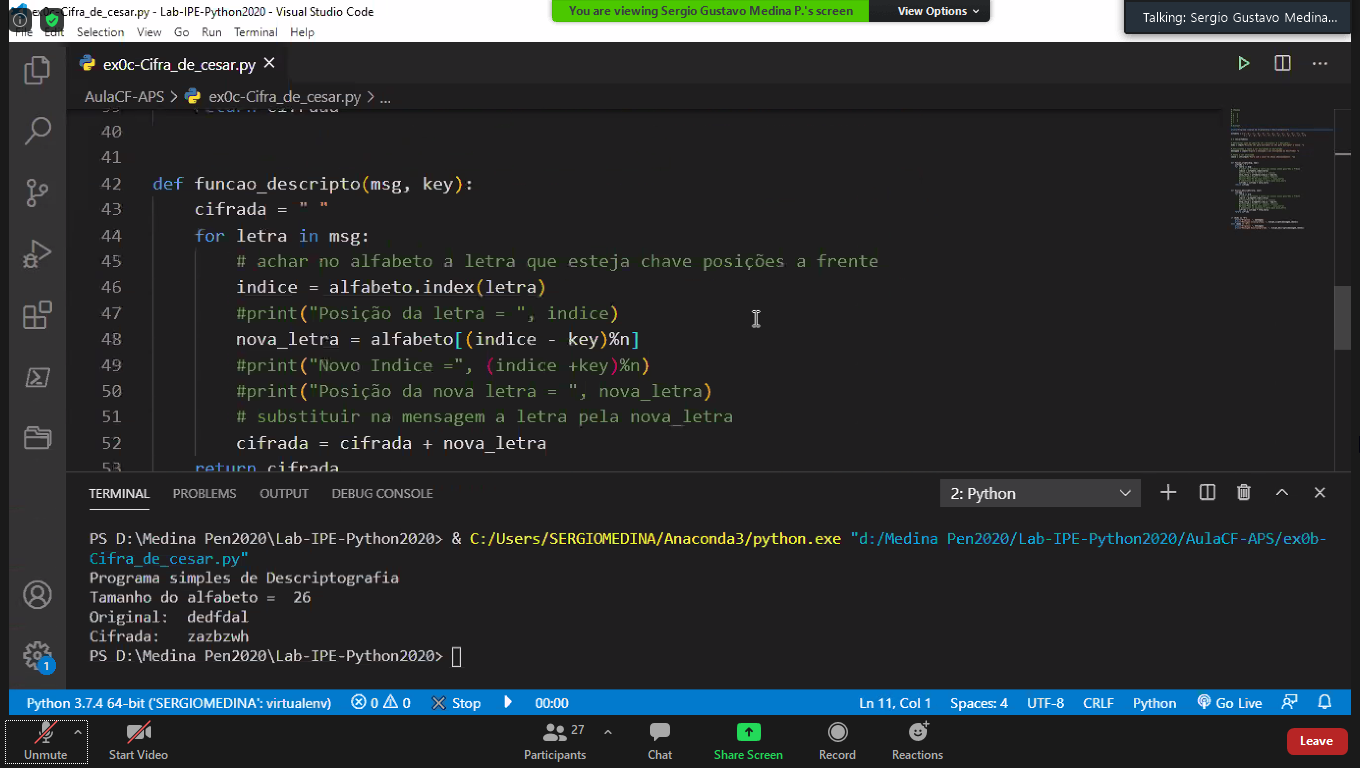 ex0c-Cifra_de_cesar.py - Lab-IPE-Python2020 - Visual Studio Code
You are viewing Sergio Gustavo Medina P.'s screen
View Options
Talking: Sergio Gustavo Medina...
File Edit Selection View Go Run Terminal Help
ex0c-Cifra_de_cesar.py
AulaCF-APS > ex0c-Cifra_de_cesar.py > ...
39 return cifrada
40
41
42 def funcao_descripto(msg, key):
43 cifrada = " "
44 for letra in msg:
45 # achar no alfabeto a letra que esteja chave posições a frente
46 indice = alfabeto.index(letra)
47 #print("Posição da letra = ", indice)
48 nova_letra = alfabeto[(indice - key)%n]
49 #print("Novo Indice =", (indice +key)%n)
50 #print("Posição da nova letra = ", nova_letra)
51 # substituir na mensagem a letra pela nova_letra
52 cifrada = cifrada + nova_letra
53 return cifrada
TERMINAL PROBLEMS OUTPUT DEBUG CONSOLE
2: Python
PS D:\Medina Pen2020\Lab-IPE-Python2020> & C:/Users/SERGIOMEDINA/Anaconda3/python.exe "d:/Medina Pen2020/Lab-IPE-Python2020/AulaCF-APS/ex0b-
Cifra_de_cesar.py"
Programa simples de Descriptografia
Tamanho do alfabeto = 26
Original: dedfdal
Cifrada: zazbzwh
PS D:\Medina Pen2020\Lab-IPE-Python2020>
1
Python 3.7.4 64-bit ('SERGIOMEDINA': virtualenv) 0 0 Stop 00:00 Ln 11, Col 1 Spaces: 4 UTF-8 CRLF Python Go Live
27
Unmute Start Video Participants Chat Share Screen Record Reactions Leave